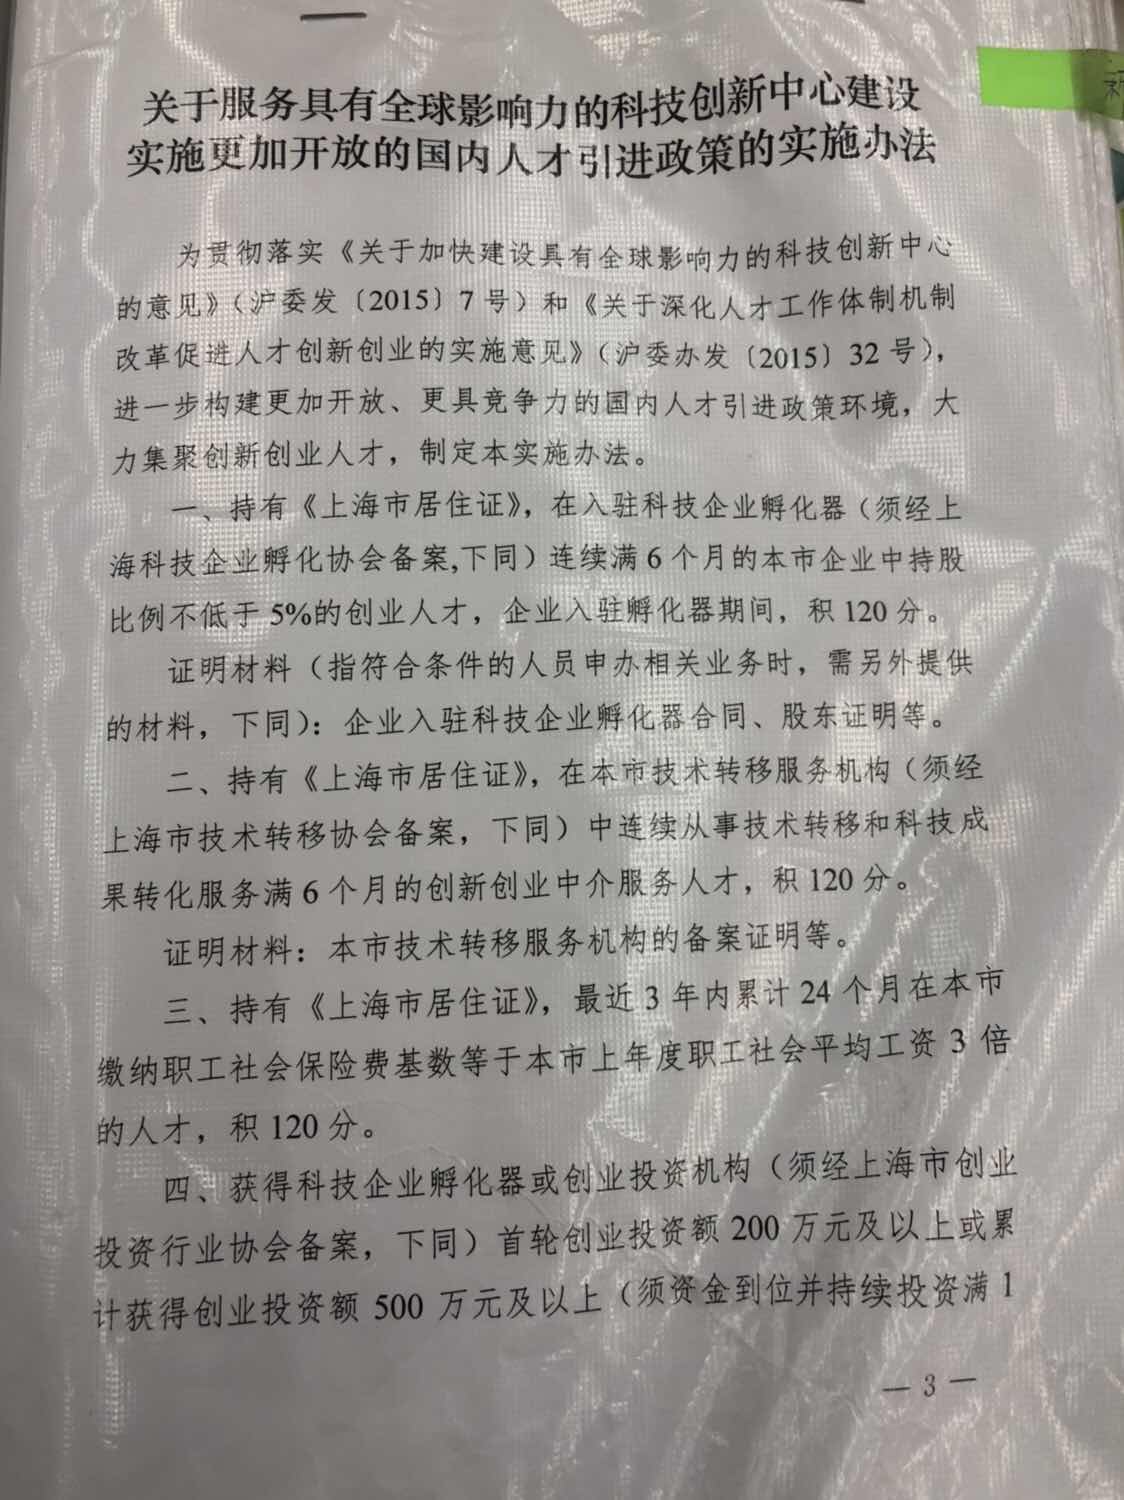 关于服务具有全球影响力的科技创新中心建设
实施更加开放的国内人才引进政策的实施办法
为贯彻落实《关于加快建设具有全球影响力的科技创新中心
的意见》（沪委发〔2015〕7号）和《关于深化人才工作体制机制
改革促进人才创新创业的实施意见》（沪委办发〔2015〕32号），
进一步构建更加开放、更具竞争力的国内人才引进政策环境，大
力集聚创新创业人才，制定本实施办法。
一、持有《上海市居住证》，在入驻科技企业孵化器（须经上
海科技企业孵化协会备案,下同）连续满6个月的本市企业中持股
比例不低于5%的创业人才，企业入驻孵化器期间，积120分。
证明材料（指符合条件的人员申办相关业务时，需另外提供
的材料，下同）：企业入驻科技企业孵化器合同、股东证明等。
二、持有《上海市居住证》，在本市技术转移服务机构（须经
上海市技术转移协会备案，下同）中连续从事技术转移和科技成
果转化服务满6个月的创新创业中介服务人才，积120分。
证明材料：本市技术转移服务机构的备案证明等。
三、持有《上海市居住证》，最近3年内累计24个月在本市
缴纳职工社会保险费基数等于本市上年度职工社会平均工资3倍
的人才，积120分。
四、获得科技企业孵化器或创业投资机构（须经上海市创业
投资行业协会备案，下同）首轮创业投资额200万元及以上或累
计获得创业投资额500万元及以上（须资金到位并持续投资满1
— 3 —